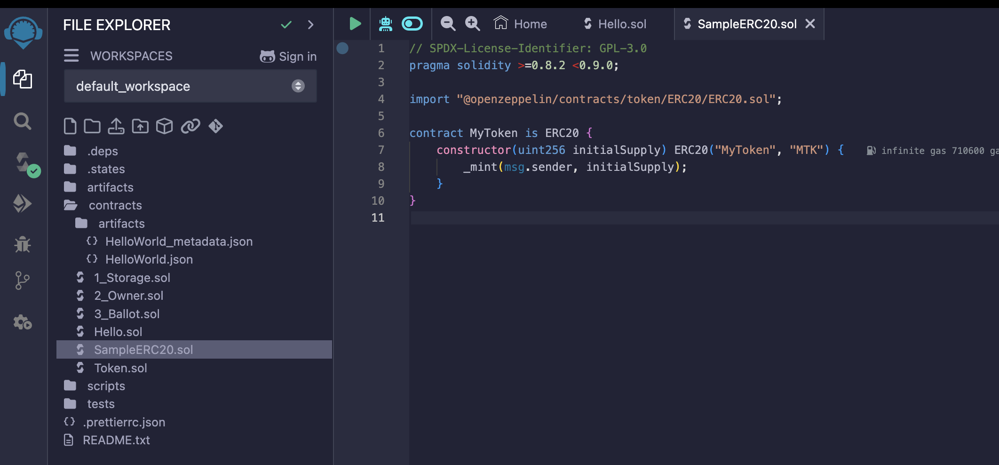 FILE EXPLORER
WORKSPACES
Sign in
default_workspace
.deps
.states
artifacts
contracts
artifacts
HelloWorld_metadata.json
HelloWorld.json
1_Storage.sol
2_Owner.sol
3_Ballot.sol
Hello.sol
SampleERC20.sol
Token.sol
scripts
tests
.prettierrc.json
README.txt
Home
Hello.sol
SampleERC20.sol
1 // SPDX-License-Identifier: GPL-3.0
2 pragma solidity >=0.8.2 <0.9.0;
3
4 import "@openzeppelin/contracts/token/ERC20/ERC20.sol";
5
6 contract MyToken is ERC20 {
7 constructor(uint256 initialSupply) ERC20("MyToken", "MTK") { infinite gas 710600 ga
8 _mint(msg.sender, initialSupply);
9 }
10 }
11